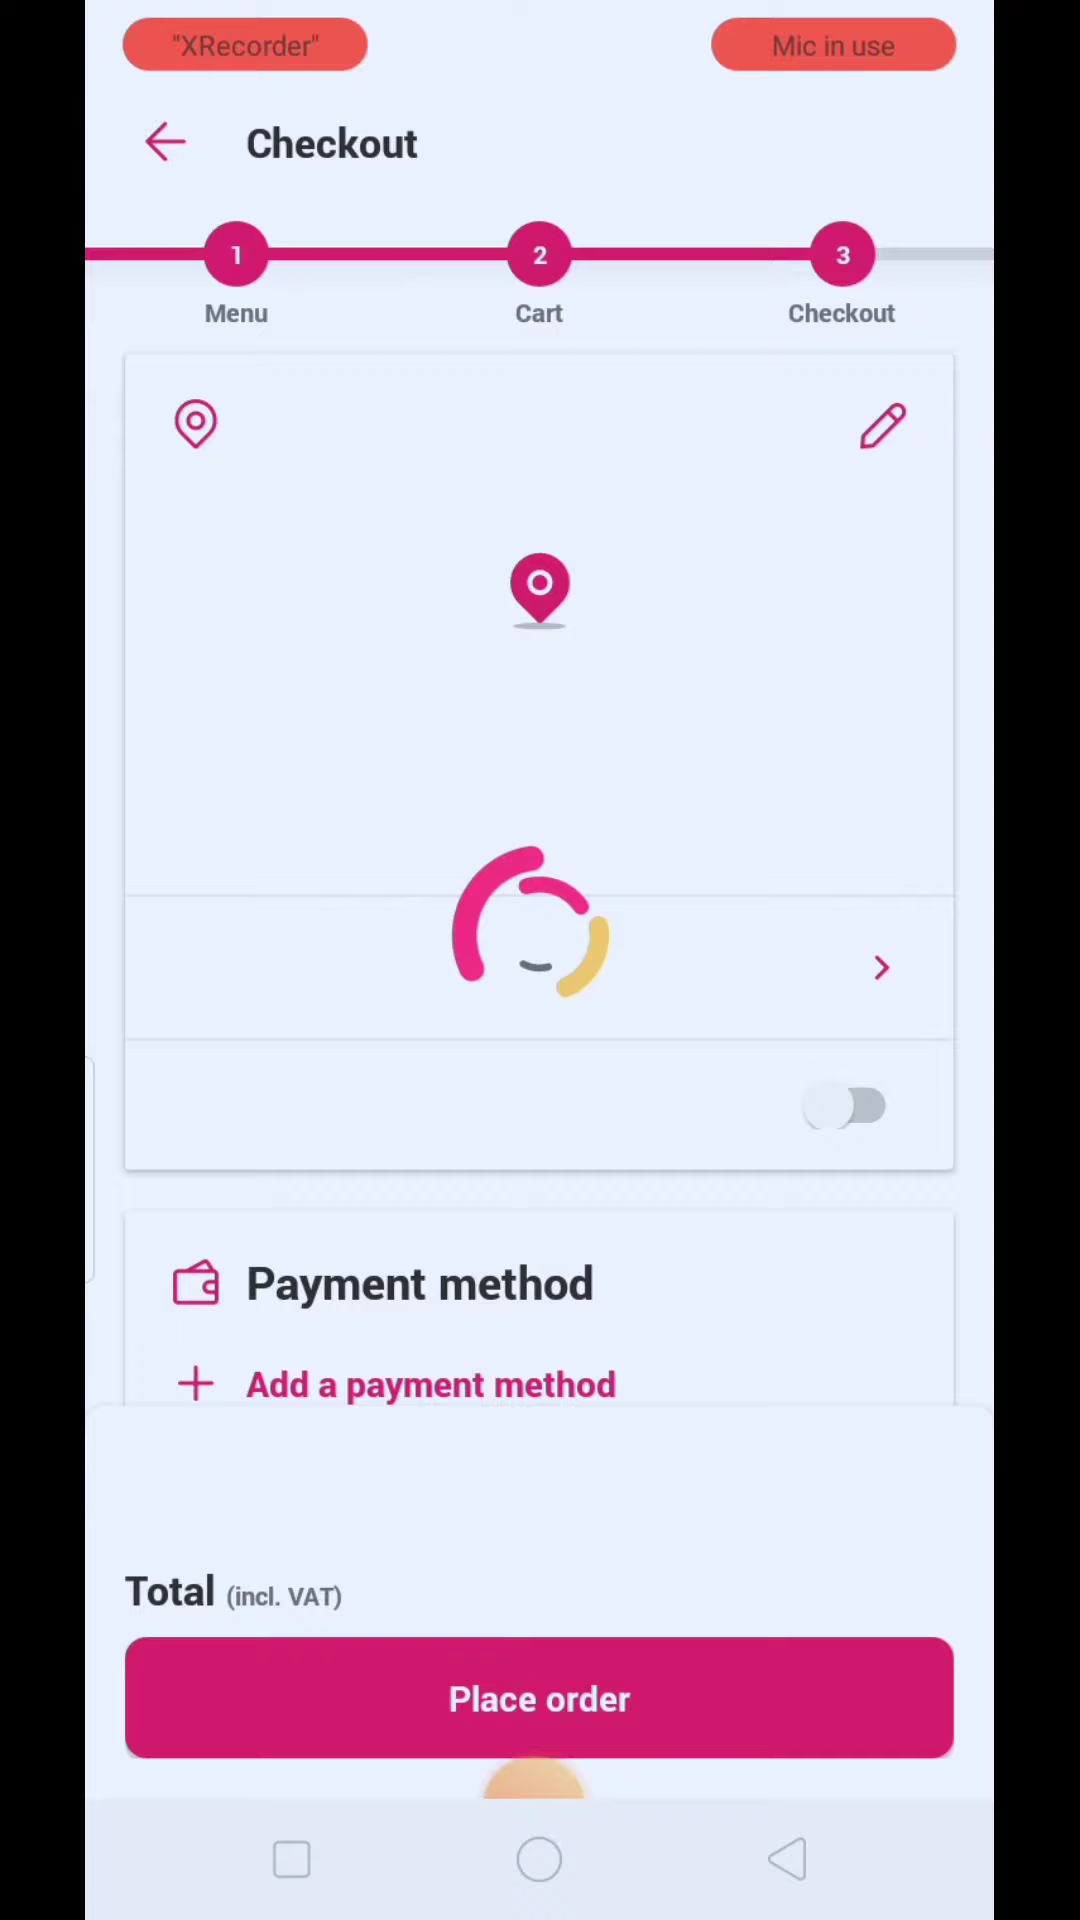 "XRecorder"
Mic in use
Checkout
1
2
3
Menu
Cart
Checkout
Payment method
Add a payment method
Total (incl. VAT)
Place order